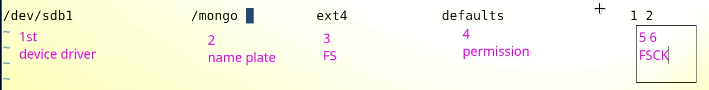 /dev/sdb1 /mongo ext4 defaults 1 2
~ 1st 2 3 4 5 6
~ device driver name plate FS permission FSCK
~
~